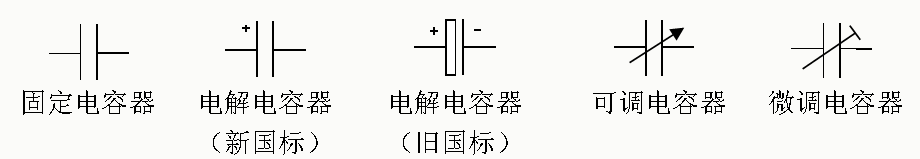 + + -
固定电容器 电解电容器 电解电容器 可调电容器 微调电容器
（新国标） （旧国标）